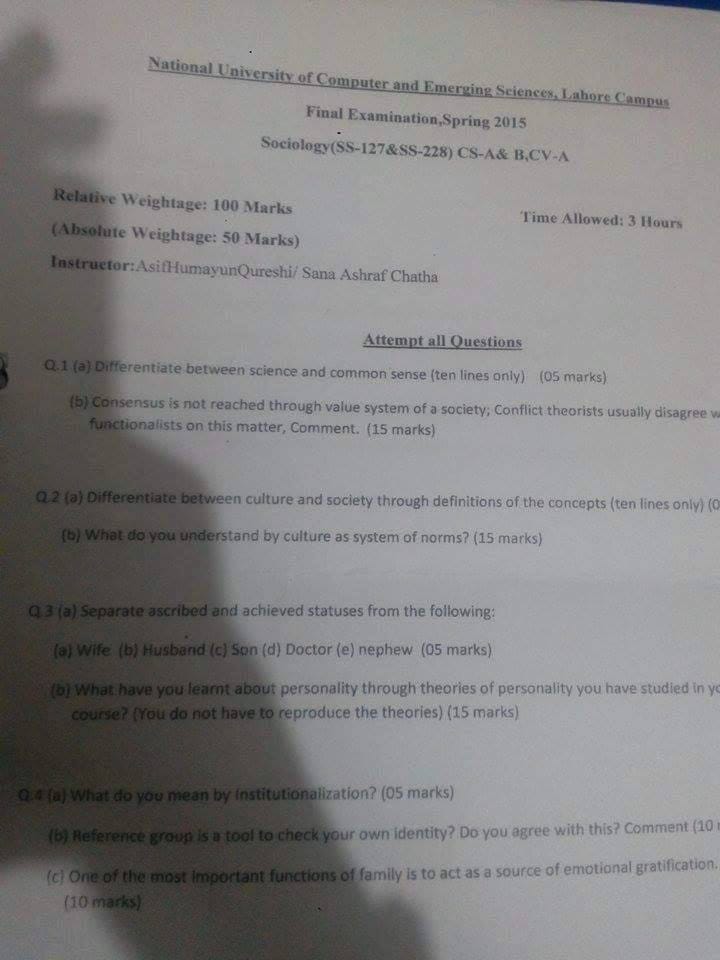 National University of Computer and Emerging Sciences, Lahore Campus
Final Examination,Spring 2015
Sociology(SS-127&SS-228) CS-A& B,CV-A
Relative Weightage: 100 Marks
Time Allowed: 3 Hours
(Absolute Weightage: 50 Marks)
Instructor:AsifHumayunQureshi/ Sana Ashraf Chatha
Attempt all Questions
Q.1 (a) Differentiate between science and common sense (ten lines only) (05 marks)
(b) Consensus is not reached through value system of a society; Conflict theorists usually disagree
functionalists on this matter, Comment. (15 marks)
Q.2 (a) Differentiate between culture and society through definitions of the concepts (ten lines only) (0
(b) What do you understand by culture as system of norms? (15 marks)
Q.3 (a) Separate ascribed and achieved statuses from the following:
(a) Wife (b) Husband (c) Son (d) Doctor (e) nephew (05 marks)
(b) What have you learnt about personality through theories of personality you have studied in
course? (You do not have to reproduce the theories) (15 marks)
Q.4 (a) What do you mean by Institutionalization? (05 marks)
(b) Reference group is a tool to check your own identity? Do you agree with this? Comment (10
(c) One of the most important functions of family is to act as a source of emotional gratification.
(10 marks)